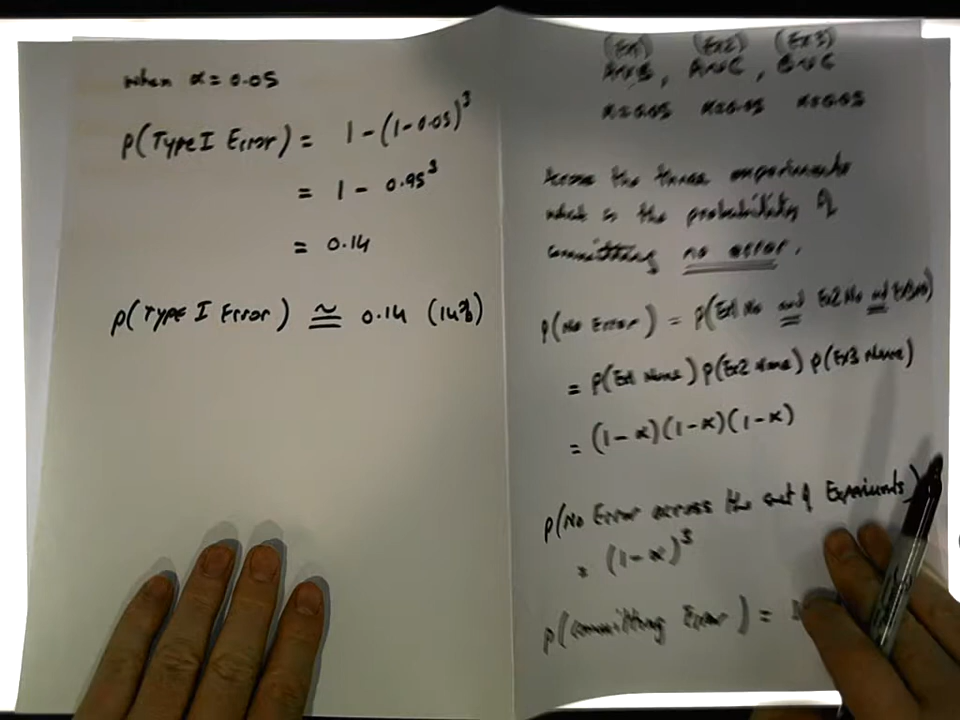 when α = 0.05
P(Type I Error) = 1 - (1 - 0.05)³
= 1 - 0.95³
= 0.14
P(Type I Error) ≅ 0.14 (14%)
(Ex1) (Ex2) (Ex3)
A v B, A v C, B v C
α=0.05 α=0.05 α=0.05
Across the three experiments
what is the probability of
committing no error.
P(No Error) = P(Ex1 No and Ex2 No and Ex3 No)
= P(Ex1 None) P(Ex2 None) P(Ex3 None)
= (1-α)(1-α)(1-α)
P(No Error across the set of Experiments)
= (1-α)³
P(Committing Error) =